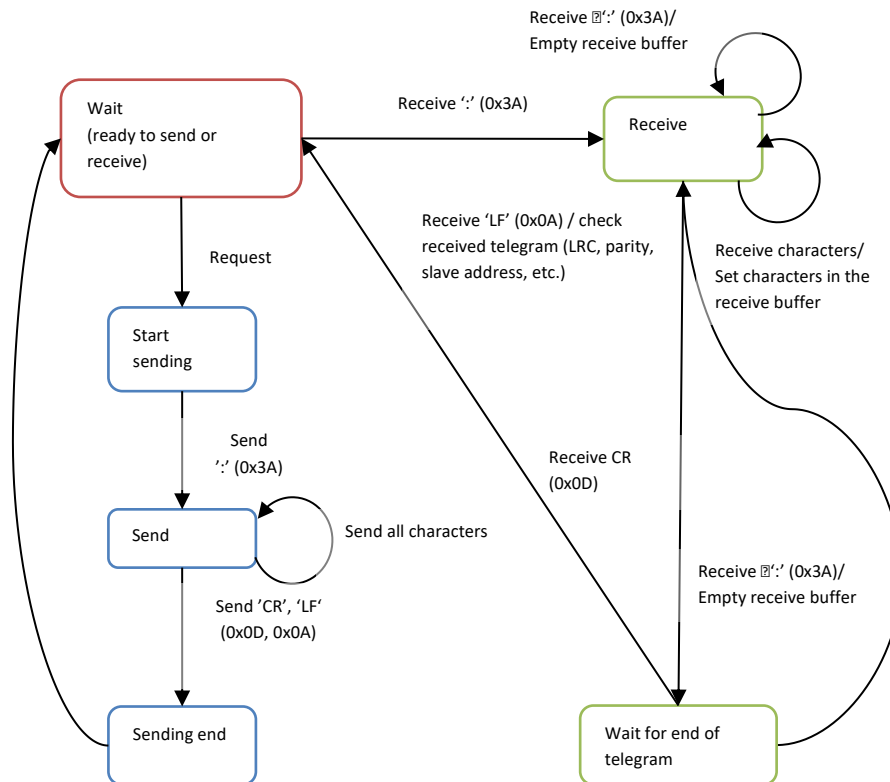 Receive ⍰‘:’ (0x3A)/
Empty receive buffer
Wait
(ready to send or
receive)
Receive ‘:’ (0x3A)
Receive
Receive ‘LF’ (0x0A) / check
received telegram (LRC, parity,
slave address, etc.)
Receive characters/
Set characters in the
receive buffer
Request
Start
sending
Send
’:’ (0x3A)
Receive CR
(0x0D)
Send
Send all characters
Send ’CR’, ‘LF‘
(0x0D, 0x0A)
Receive ⍰‘:’ (0x3A)/
Empty receive buffer
Sending end
Wait for end of
telegram